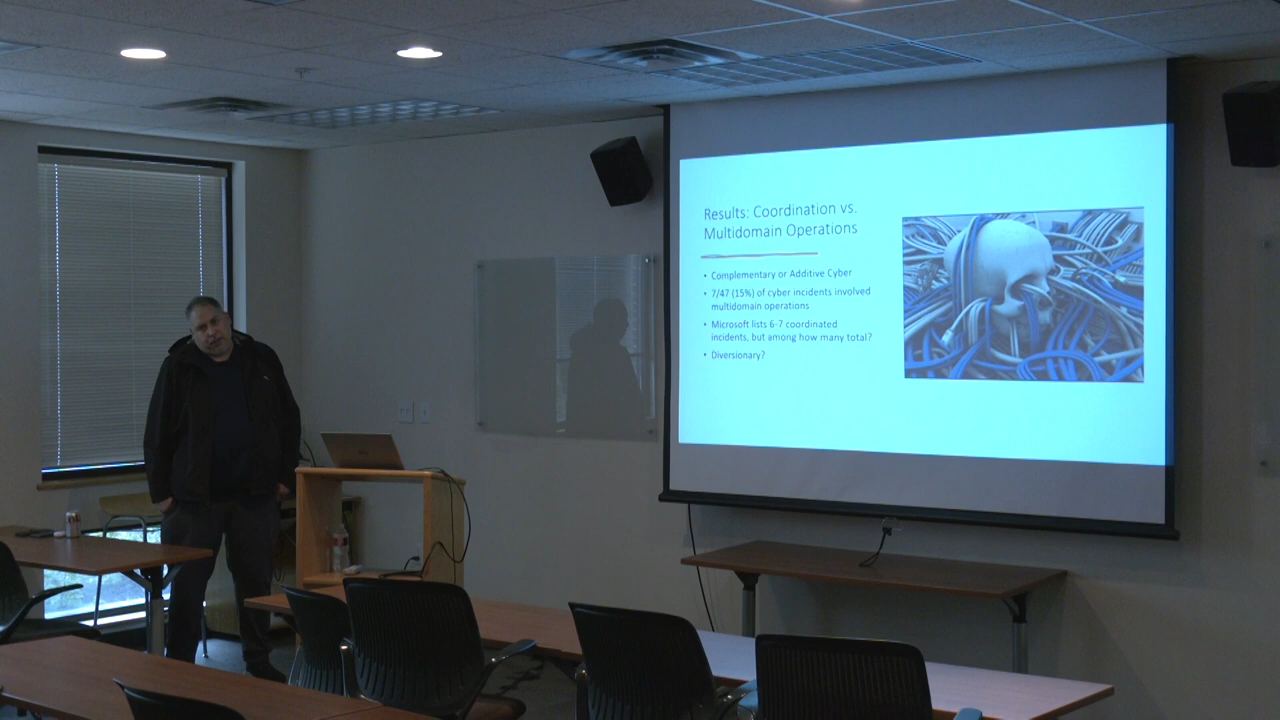 Results: Coordination vs.
Multidomain Operations
• Complementary or Additive Cyber
• 7/47 (15%) of cyber incidents involved
multidomain operations
• Microsoft lists 6-7 coordinated
incidents, but among how many total?
• Diversionary?